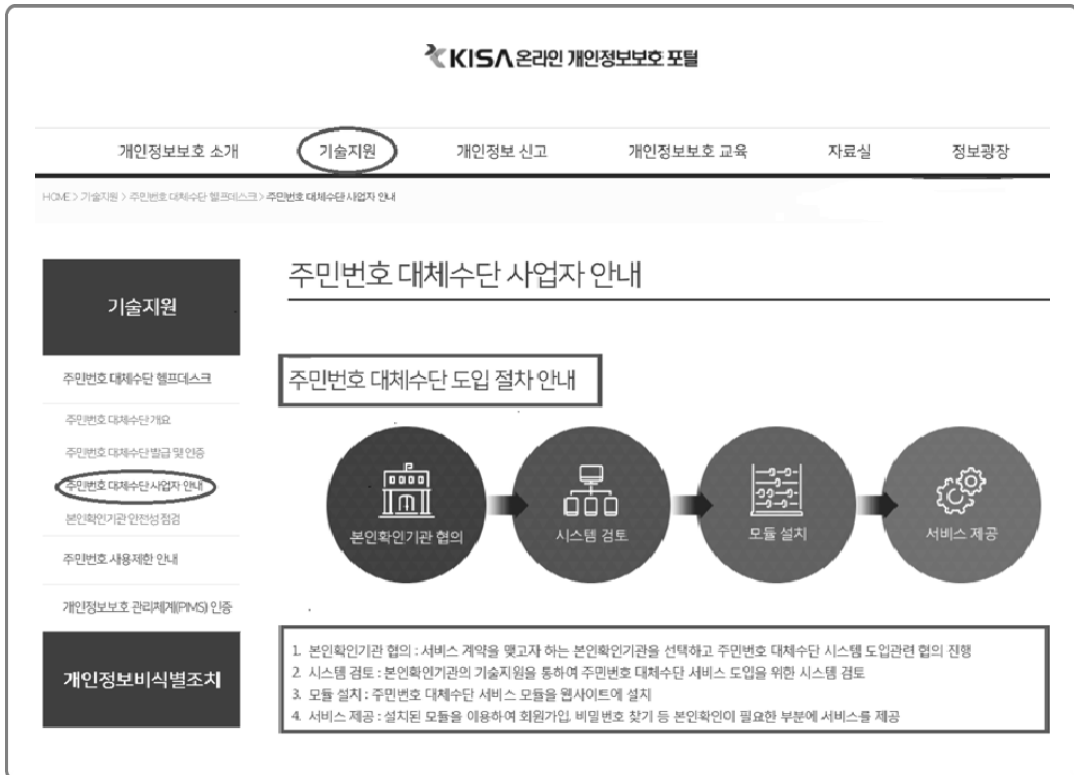 KISA 온라인 개인정보보호 포털
개인정보보호 소개 기술지원 개인정보 신고 개인정보보호 교육 자료실 정보광장
HOME > 기술지원 > 주민번호 대체수단 헬프데스크 > 주민번호 대체수단 사업자 안내
주민번호 대체수단 사업자 안내
기술지원
주민번호 대체수단 헬프데스크
주민번호 대체수단 개요
주민번호 대체수단 발급 및 인증
주민번호 대체수단 사업자 안내
본인확인기관 안전성 점검
주민번호 사용제한 안내
개인정보보호 관리체계(PIMS) 인증
개인정보비식별조치
주민번호 대체수단 도입 절차 안내
본인확인기관 협의
시스템 검토
모듈 설치
서비스 제공
1. 본인확인기관 협의 : 서비스 계약을 맺고자 하는 본인확인기관을 선택하고 주민번호 대체수단 시스템 도입관련 협의 진행
2. 시스템 검토 : 본인확인기관의 기술지원을 통하여 주민번호 대체수단 서비스 도입을 위한 시스템 검토
3. 모듈 설치 : 주민번호 대체수단 서비스 모듈을 웹사이트에 설치
4. 서비스 제공 : 설치된 모듈을 이용하여 회원가입, 비밀번호 찾기 등 본인확인이 필요한 부분에 서비스를 제공